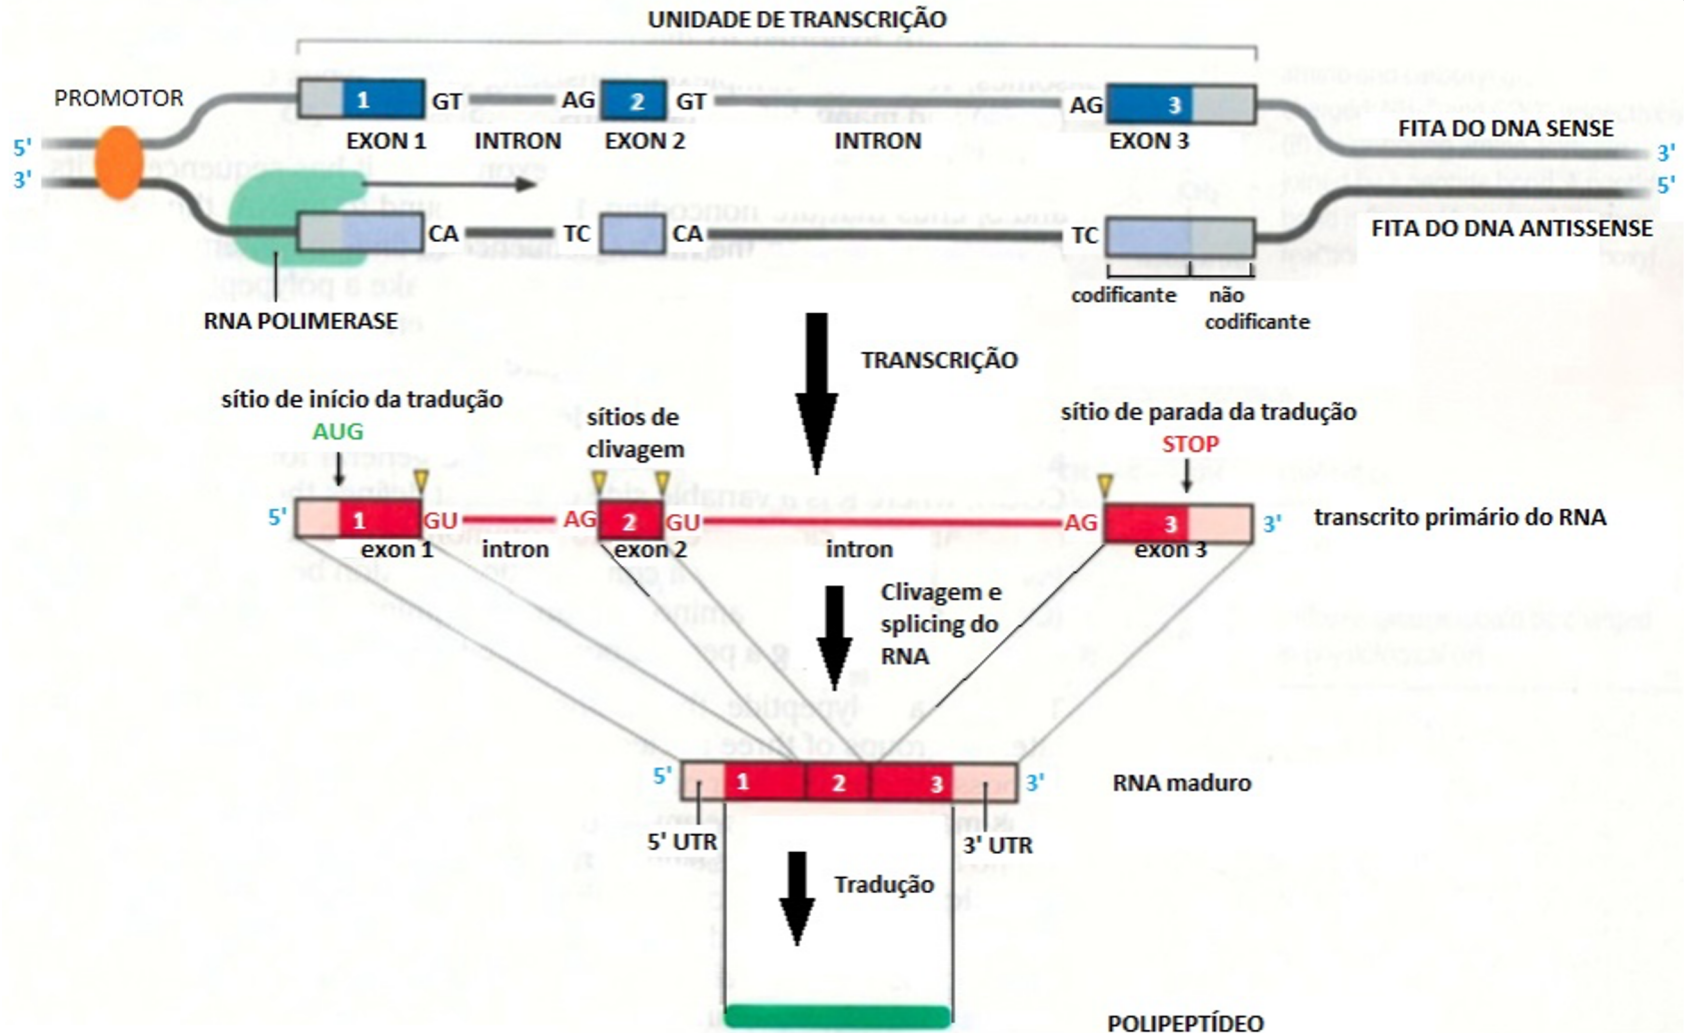 UNIDADE DE TRANSCRIÇÃO
PROMOTOR
1 GT AG 2 GT AG 3
EXON 1 INTRON EXON 2 INTRON EXON 3
FITA DO DNA SENSE
5' 3'
3' 5'
CA TC CA TC
FITA DO DNA ANTISSENSE
codificante não
codificante
RNA POLIMERASE
TRANSCRIÇÃO
sítio de início da tradução
AUG
sítios de
clivagem
sítio de parada da tradução
STOP
5' 1 GU AG 2 GU AG 3 3' transcrito primário do RNA
exon 1 intron exon 2 intron exon 3
Clivagem e
splicing do
RNA
5' 1 2 3 3' RNA maduro
5' UTR 3' UTR
Tradução
POLIPEPTÍDEO